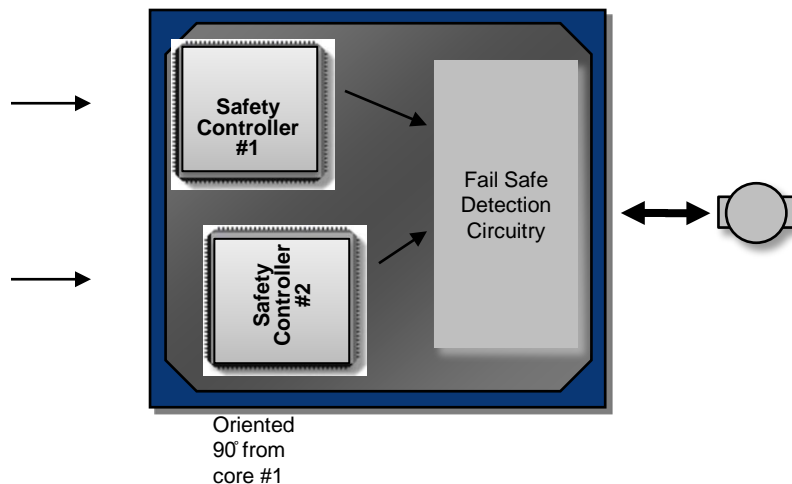 Safety
Controller
#1
Safety
Controller
#2
Fail Safe
Detection
Circuitry
Oriented
90° from
core #1